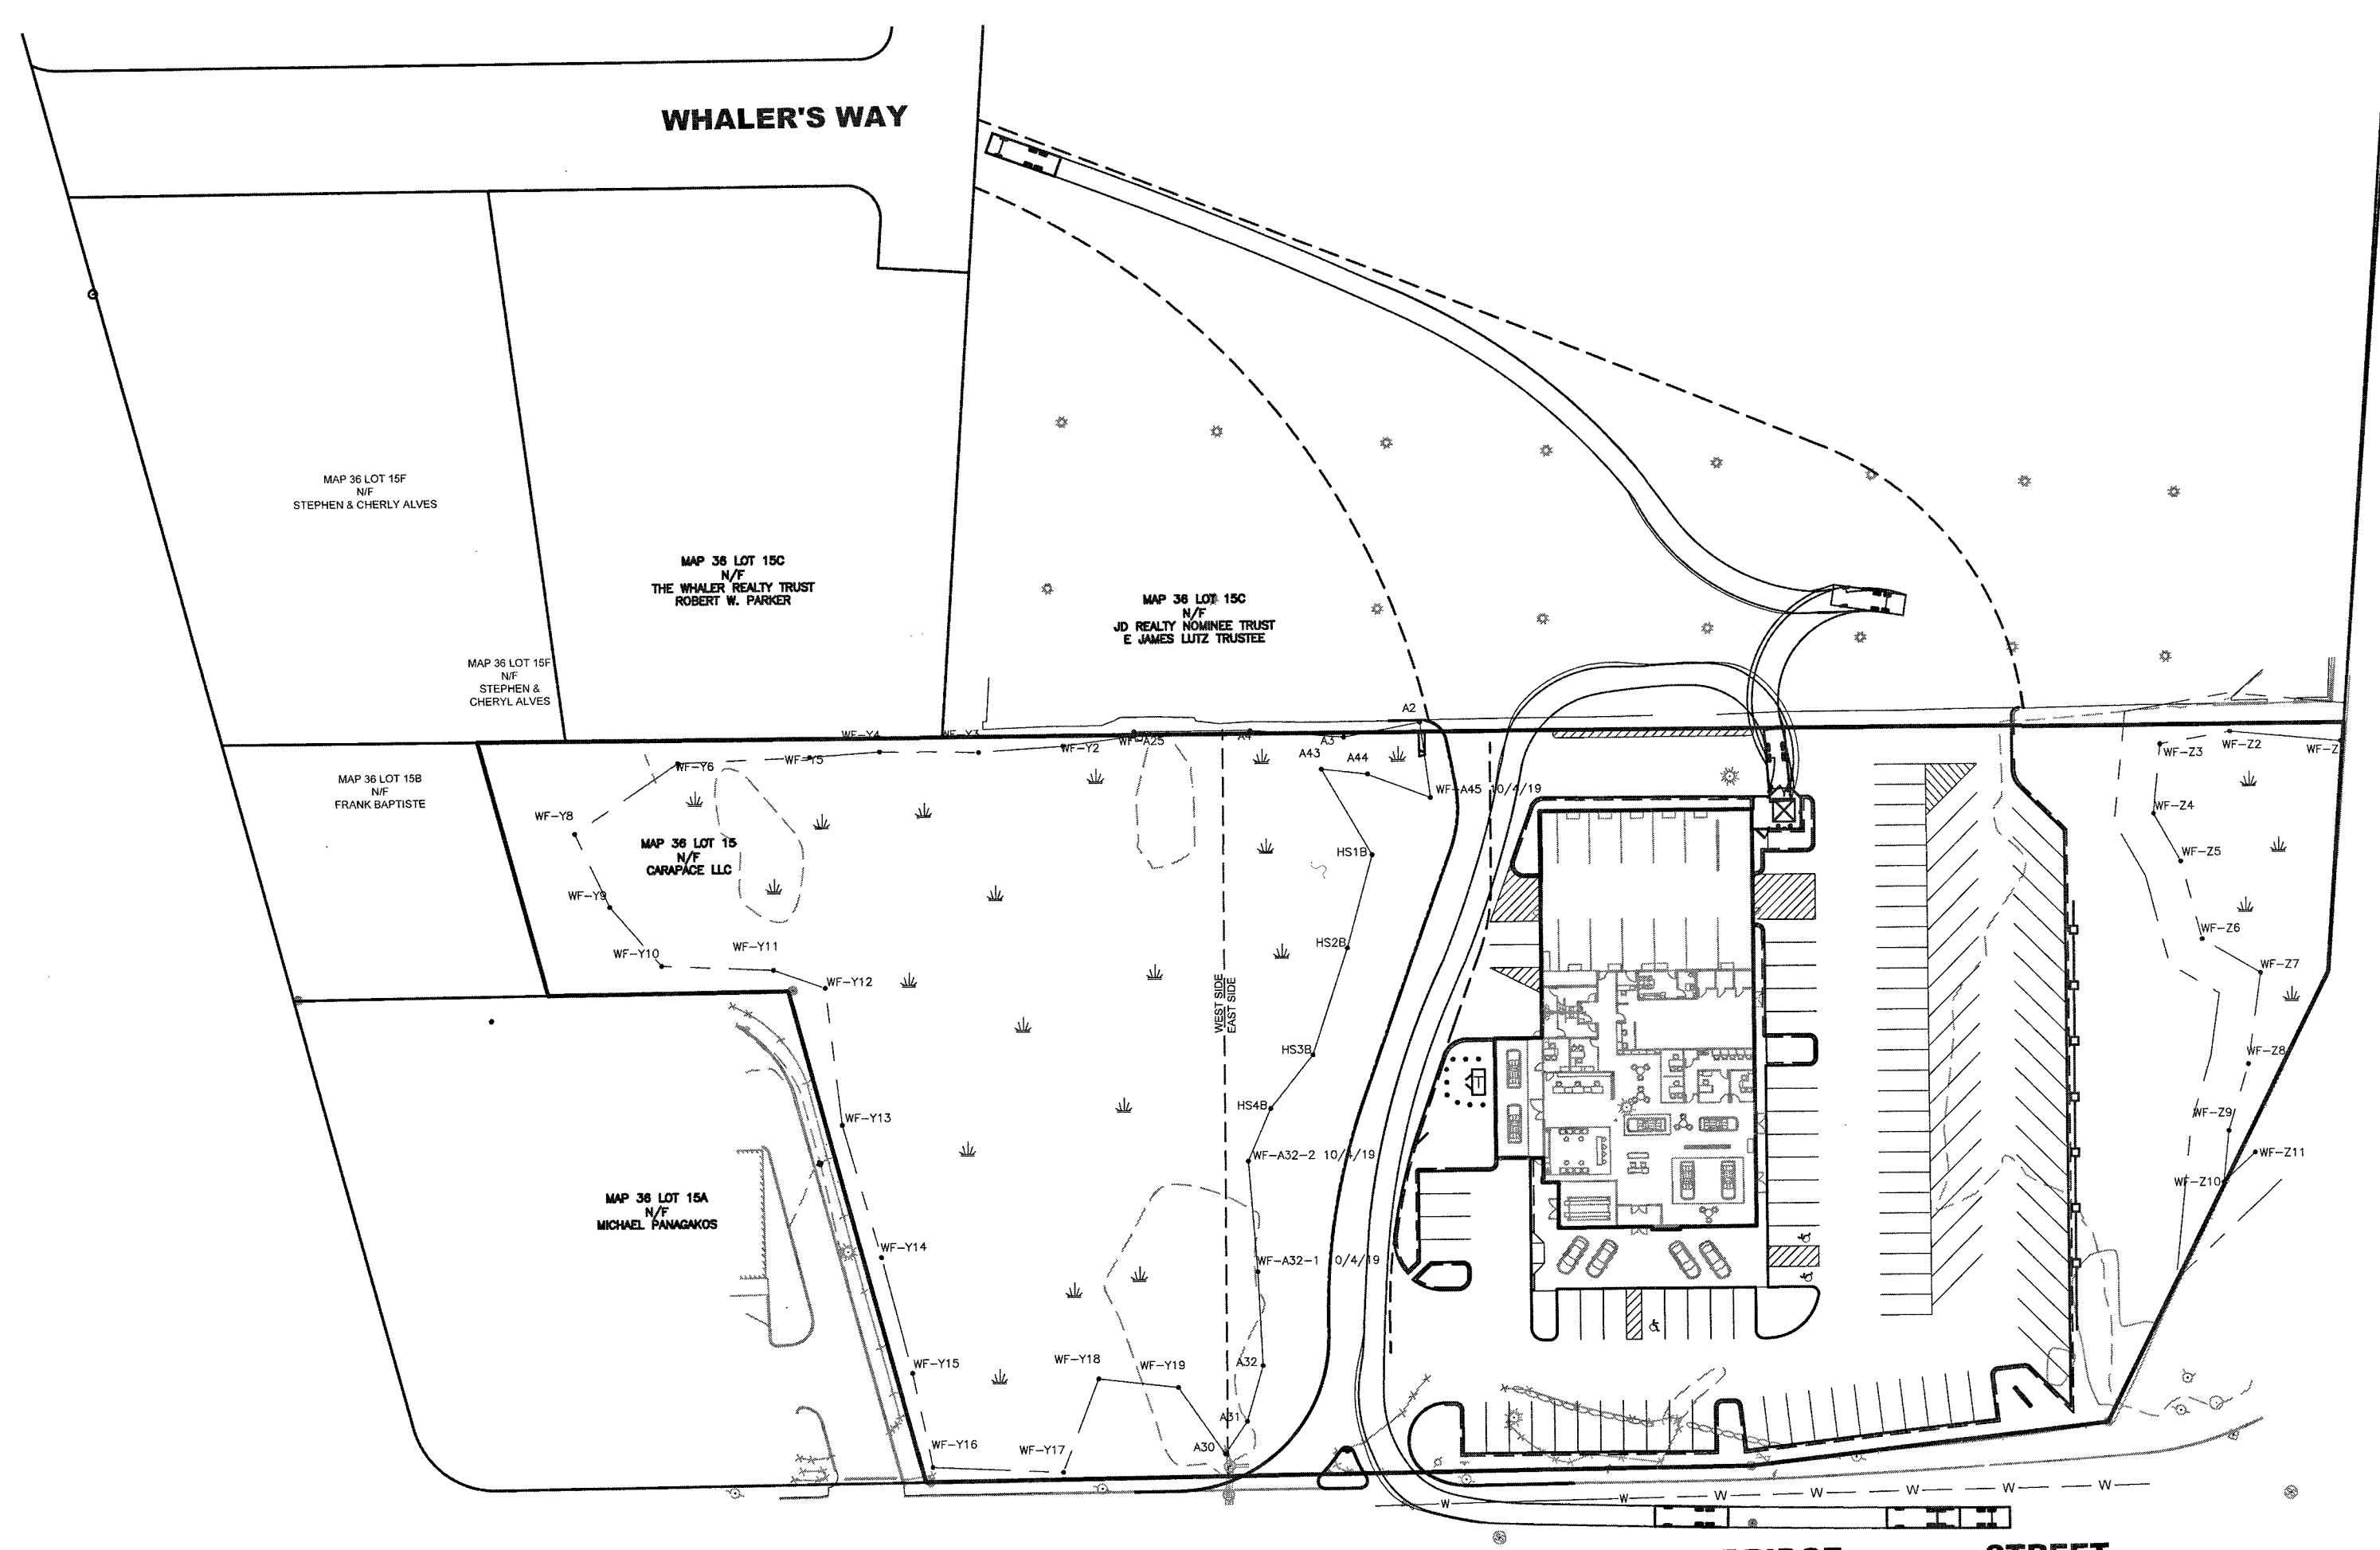 WHALER'S WAY
MAP 36 LOT 15F
N/F
STEPHEN & CHERLY ALVES
MAP 36 LOT 15C
N/F
THE WHALER REALTY TRUST
ROBERT W. PARKER
MAP 36 LOT 15C
N/F
JD REALTY NOMINEE TRUST
E JAMES LUTZ TRUSTEE
MAP 36 LOT 15F
N/F
STEPHEN &
CHERYL ALVES
A2
WF-Y4
WF-Y3
WF-Y2
WF-A25
A4
A3
WF-Z3
WF-Z2
WF-Z
WF-Y6
WF-Y5
A43
A44
MAP 36 LOT 15B
N/F
FRANK BAPTISTE
WF-A45 10/4/19
WF-Z4
WF-Y8
MAP 36 LOT 15
N/F
CARAPACE LLC
HS1B
WF-Z5
WF-Y9
WF-Z6
WF-Y10
WF-Y11
HS2B
WF-Z7
WF-Y12
WEST SIDE
EAST SIDE
HS3B
WF-Z8
HS4B
WF-Y13
WF-Z9
WF-A32-2 10/4/19
WF-Z11
WF-Z10
MAP 36 LOT 15A
N/F
MICHAEL PANAGAKOS
WF-Y14
WF-A32-1 0/4/19
WF-Y15
WF-Y18
WF-Y19
A32
A31
WF-Y16
WF-Y17
A30
W W W W W W W W
STREET